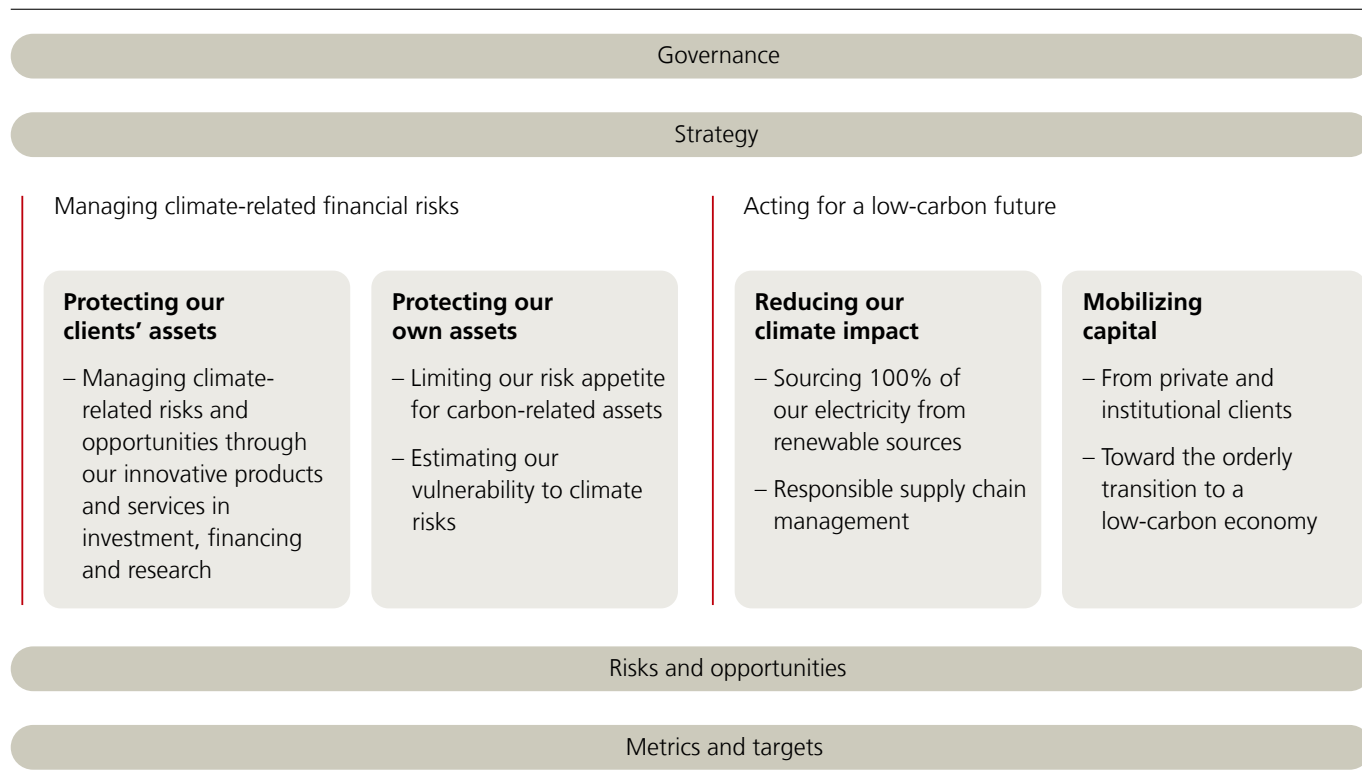 Governance
Strategy
Managing climate-related financial risks
Protecting our
clients’ assets
– Managing climate-
related risks and
opportunities through
our innovative products
and services in
investment, financing
and research
Protecting our
own assets
– Limiting our risk appetite
for carbon-related assets
– Estimating our
vulnerability to climate
risks
Acting for a low-carbon future
Reducing our
climate impact
– Sourcing 100% of
our electricity from
renewable sources
– Responsible supply chain
management
Mobilizing
capital
– From private and
institutional clients
– Toward the orderly
transition to a
low-carbon economy
Risks and opportunities
Metrics and targets